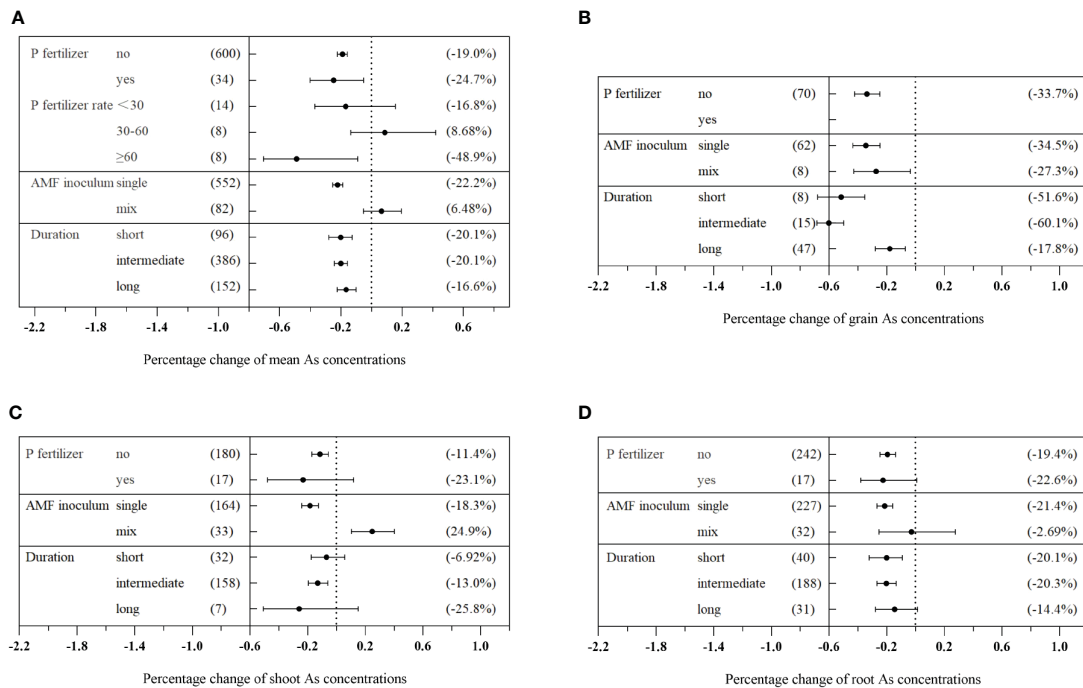 A
P fertilizer no (600) (-19.0%)
yes (34) (-24.7%)
P fertilizer rate <30 (14) (-16.8%)
30-60 (8) (8.68%)
≥60 (8) (-48.9%)
AMF inoculum single (552) (-22.2%)
mix (82) (6.48%)
Duration short (96) (-20.1%)
intermediate (386) (-20.1%)
long (152) (-16.6%)
-2.2 -1.8 -1.4 -1.0 -0.6 -0.2 0.2 0.6
Percentage change of mean As concentrations
B
P fertilizer no (70) (-33.7%)
yes
AMF inoculum single (62) (-34.5%)
mix (8) (-27.3%)
Duration short (8) (-51.6%)
intermediate (15) (-60.1%)
long (47) (-17.8%)
-2.2 -1.8 -1.4 -1.0 -0.6 -0.2 0.2 0.6 1.0
Percentage change of grain As concentrations
C
P fertilizer no (180) (-11.4%)
yes (17) (-23.1%)
AMF inoculum single (164) (-18.3%)
mix (33) (24.9%)
Duration short (32) (-6.92%)
intermediate (158) (-13.0%)
long (7) (-25.8%)
-2.2 -1.8 -1.4 -1.0 -0.6 -0.2 0.2 0.6 1.0
Percentage change of shoot As concentrations
D
P fertilizer no (242) (-19.4%)
yes (17) (-22.6%)
AMF inoculum single (227) (-21.4%)
mix (32) (-2.69%)
Duration short (40) (-20.1%)
intermediate (188) (-20.3%)
long (31) (-14.4%)
-2.2 -1.8 -1.4 -1.0 -0.6 -0.2 0.2 0.6 1.0
Percentage change of root As concentrations